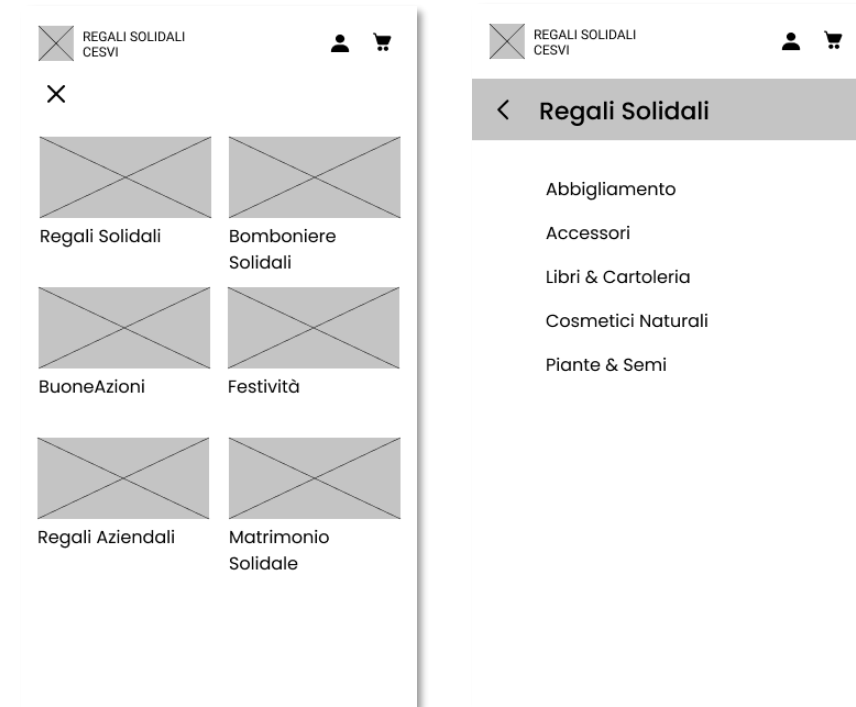 REGALI SOLIDALI
CESVI
Regali Solidali
Bomboniere
Solidali
BuoneAzioni
Festività
Regali Aziendali
Matrimonio
Solidale
REGALI SOLIDALI
CESVI
Regali Solidali
Abbigliamento
Accessori
Libri & Cartoleria
Cosmetici Naturali
Piante & Semi